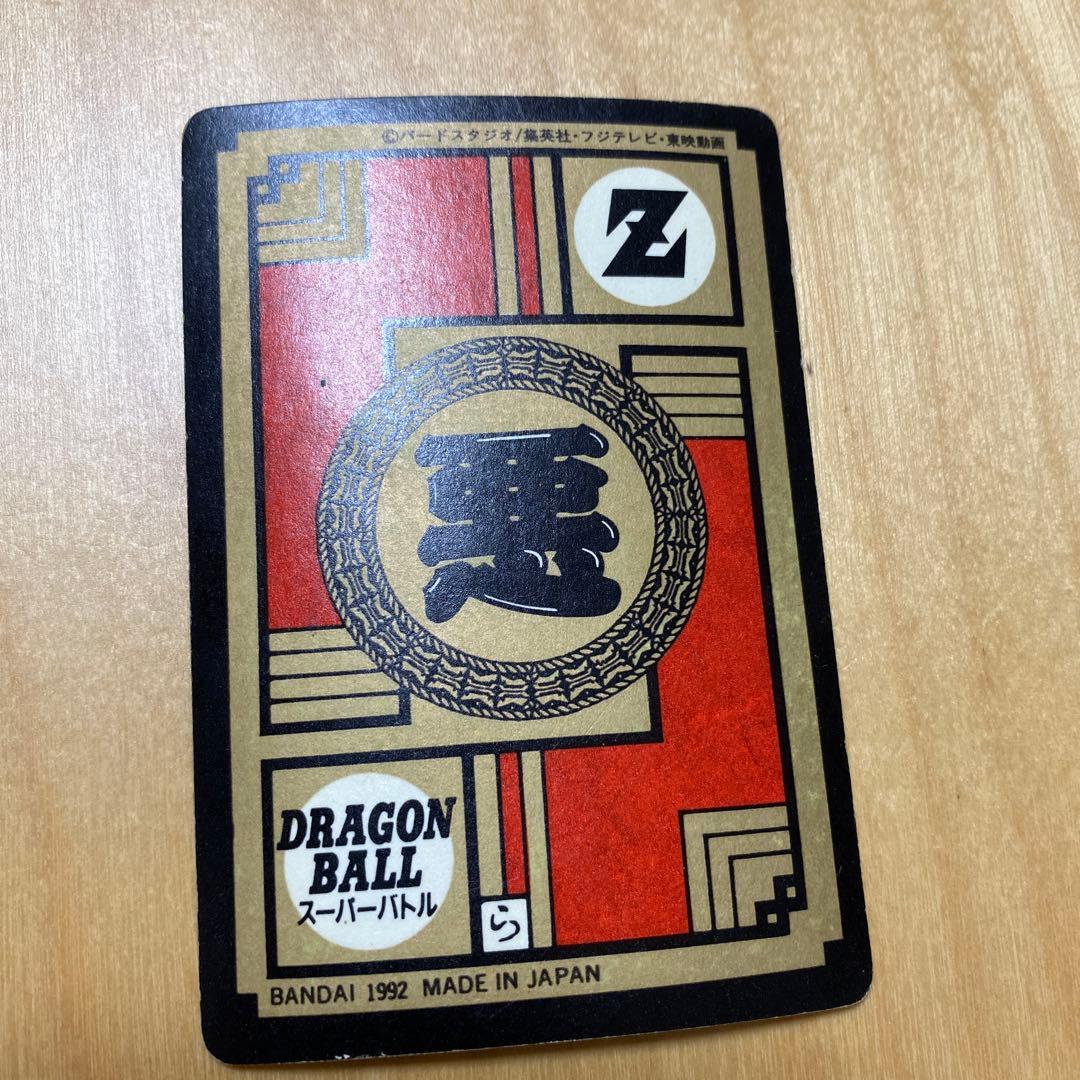 ©バードスタジオ/集英社・フジテレビ・東映動画
Z
悪
DRAGON
BALL
スーパーバトル
らっ
BANDAI 1992 MADE IN JAPAN